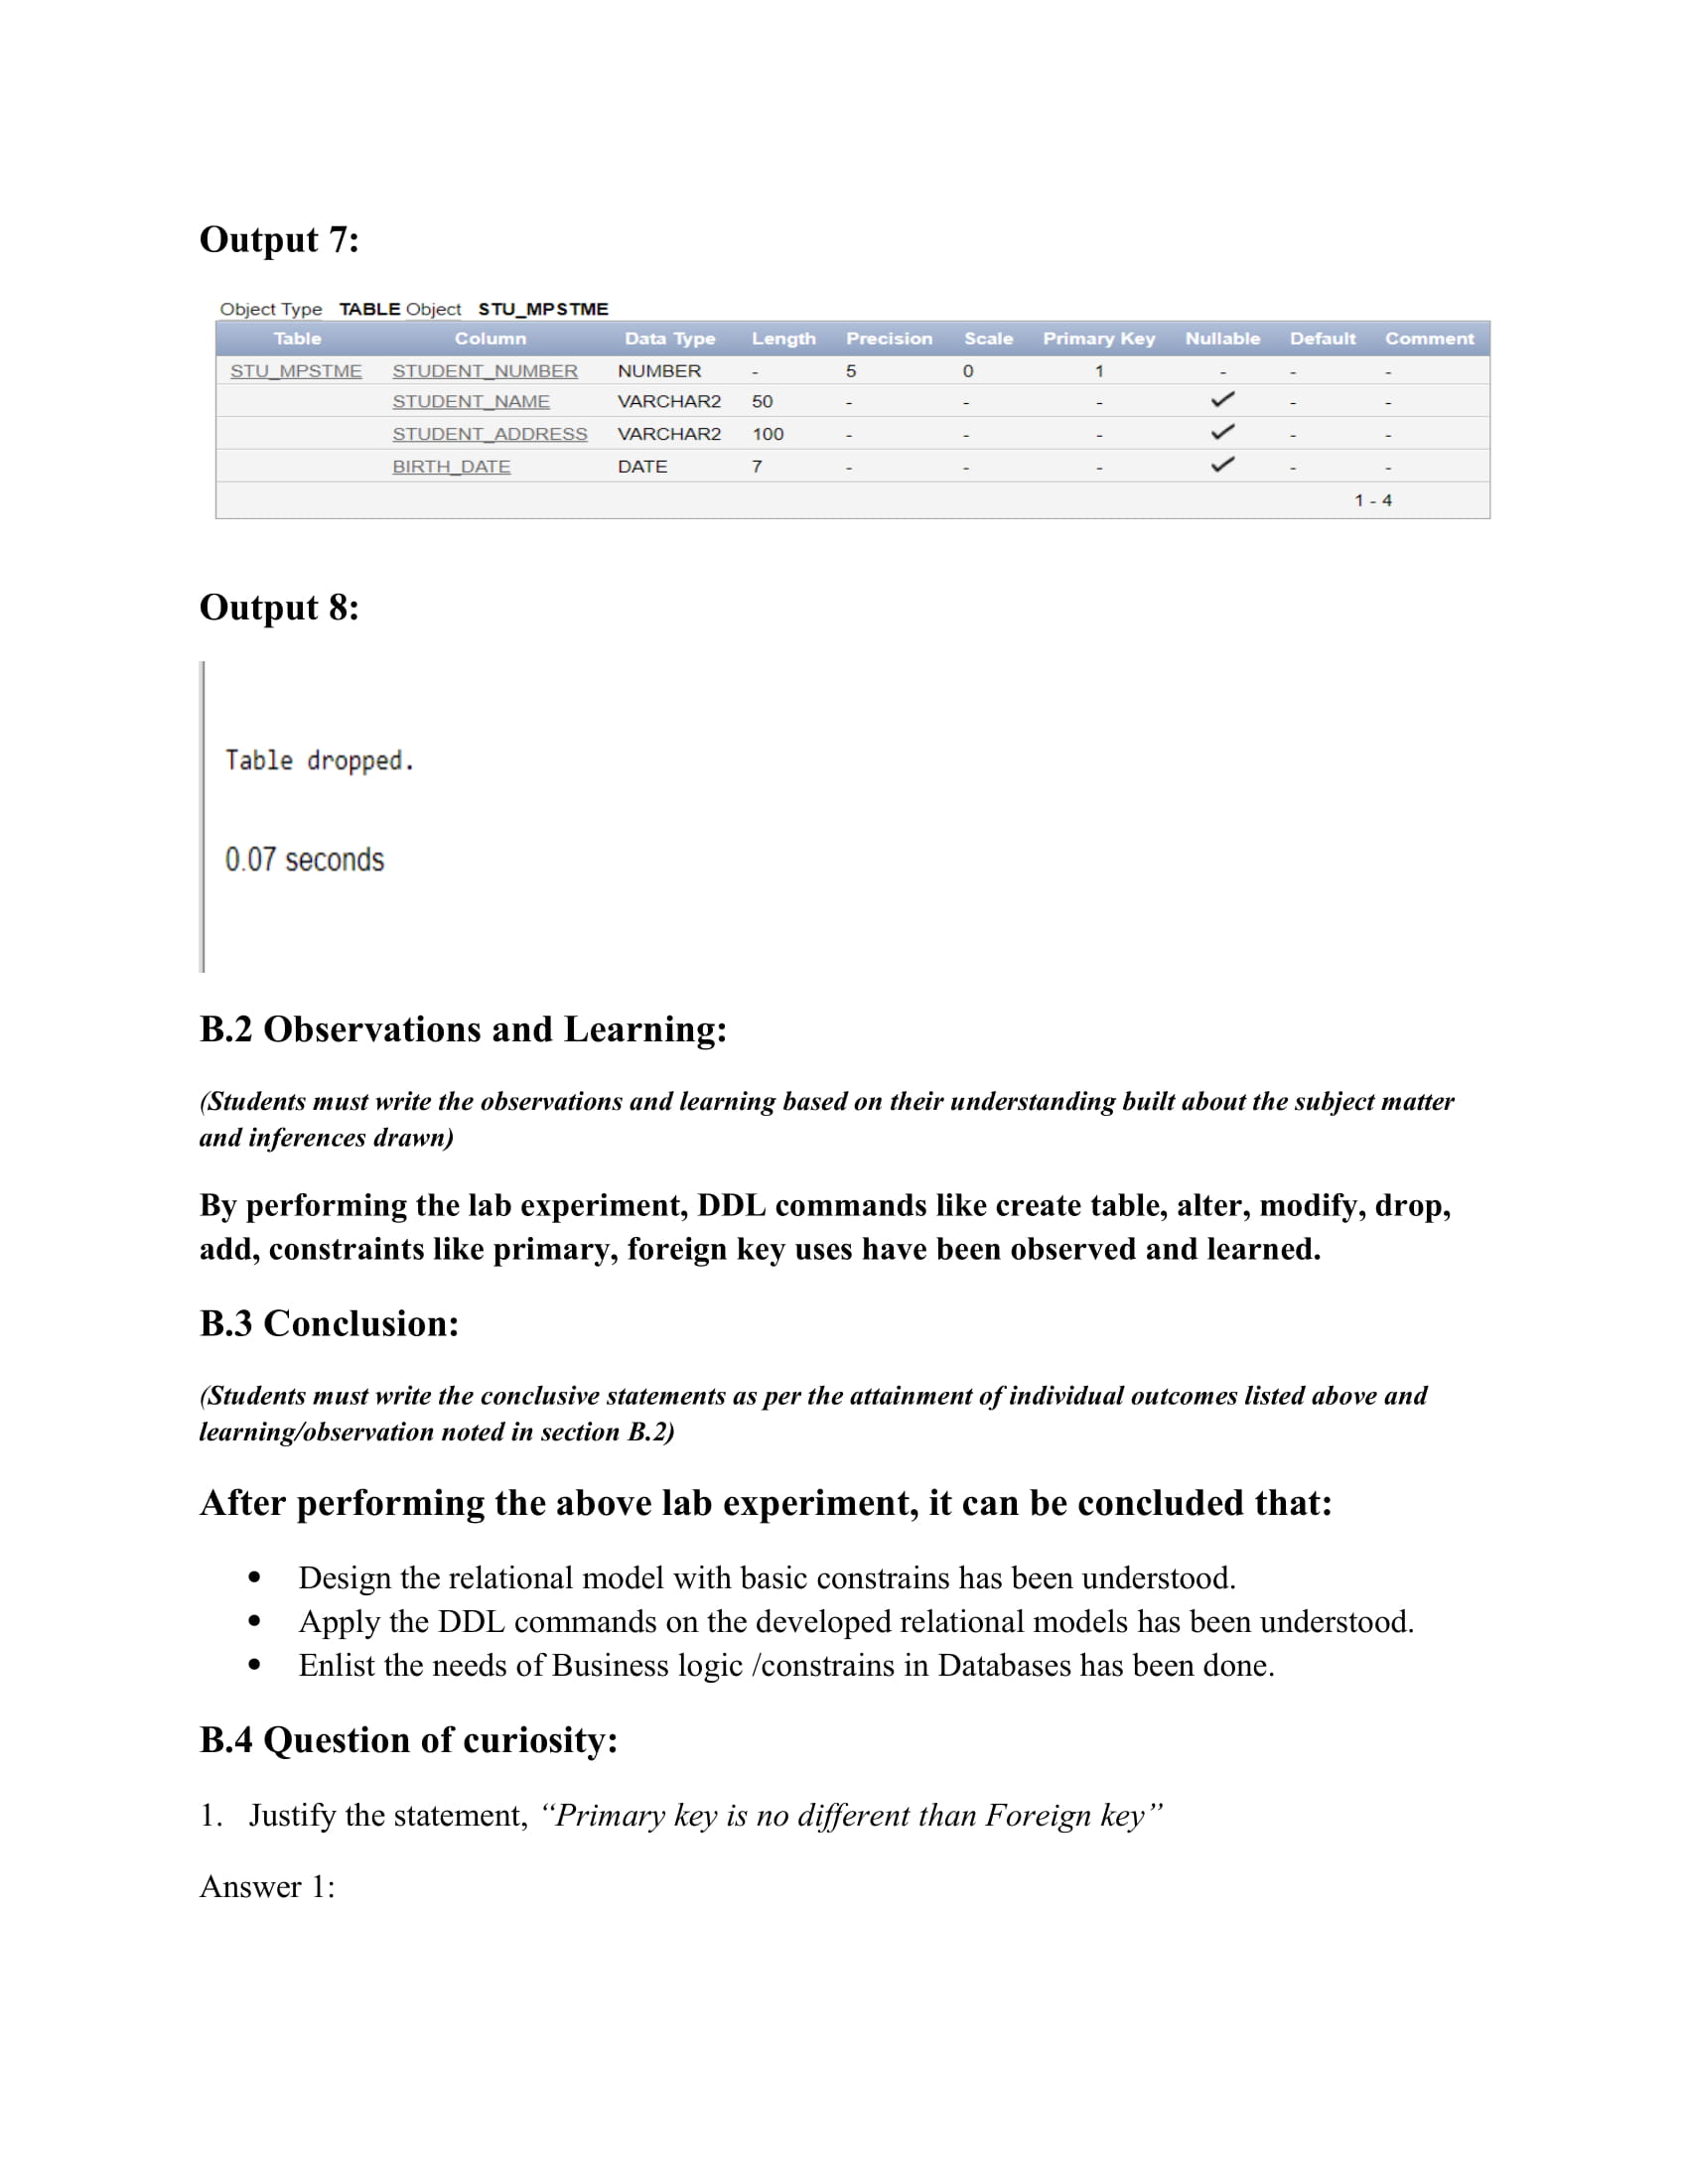 Output 7:
Object Type TABLE Object STU_MPSTME
Table Column Data Type Length Precision Scale Primary Key Nullable Default Comment
STU_MPSTME STUDENT_NUMBER NUMBER - 5 0 1 - - -
STUDENT_NAME VARCHAR2 50 - - - ✓ - -
STUDENT_ADDRESS VARCHAR2 100 - - - ✓ - -
BIRTH_DATE DATE 7 - - - ✓ - -
1 - 4
Output 8:
Table dropped.
0.07 seconds
B.2 Observations and Learning:
(Students must write the observations and learning based on their understanding built about the subject matter
and inferences drawn)
By performing the lab experiment, DDL commands like create table, alter, modify, drop,
add, constraints like primary, foreign key uses have been observed and learned.
B.3 Conclusion:
(Students must write the conclusive statements as per the attainment of individual outcomes listed above and
learning/observation noted in section B.2)
After performing the above lab experiment, it can be concluded that:
• Design the relational model with basic constrains has been understood.
• Apply the DDL commands on the developed relational models has been understood.
• Enlist the needs of Business logic /constrains in Databases has been done.
B.4 Question of curiosity:
1. Justify the statement, “Primary key is no different than Foreign key”
Answer 1: